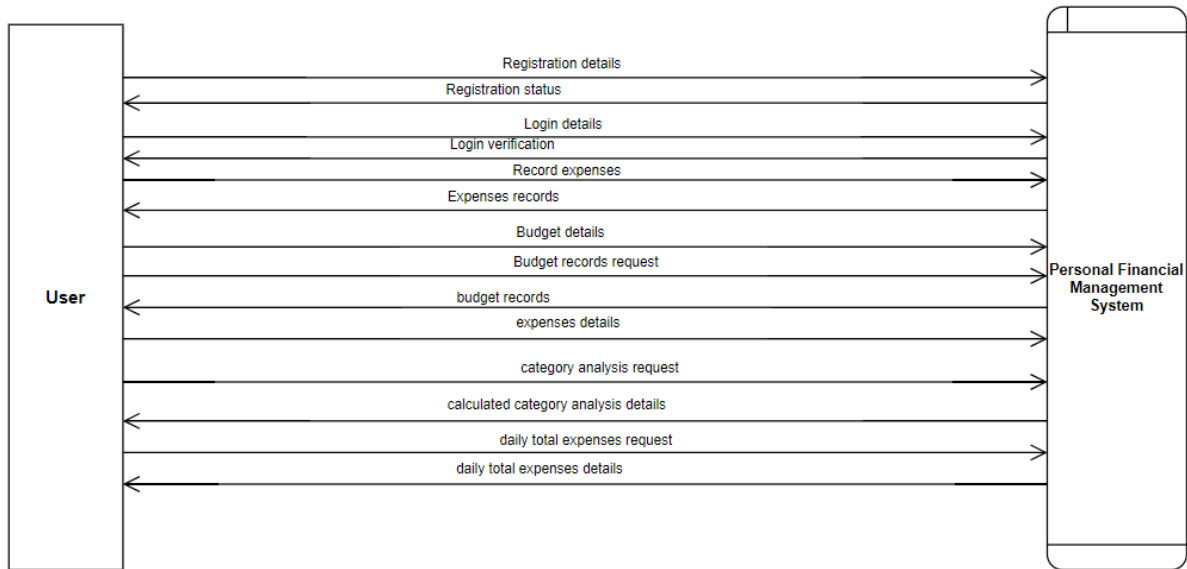 Registration details
Registration status
Login details
Login verification
Record expenses
Expenses records
Budget details
Budget records request
User
Personal Financial
Management
System
budget records
expenses details
category analysis request
calculated category analysis details
daily total expenses request
daily total expenses details